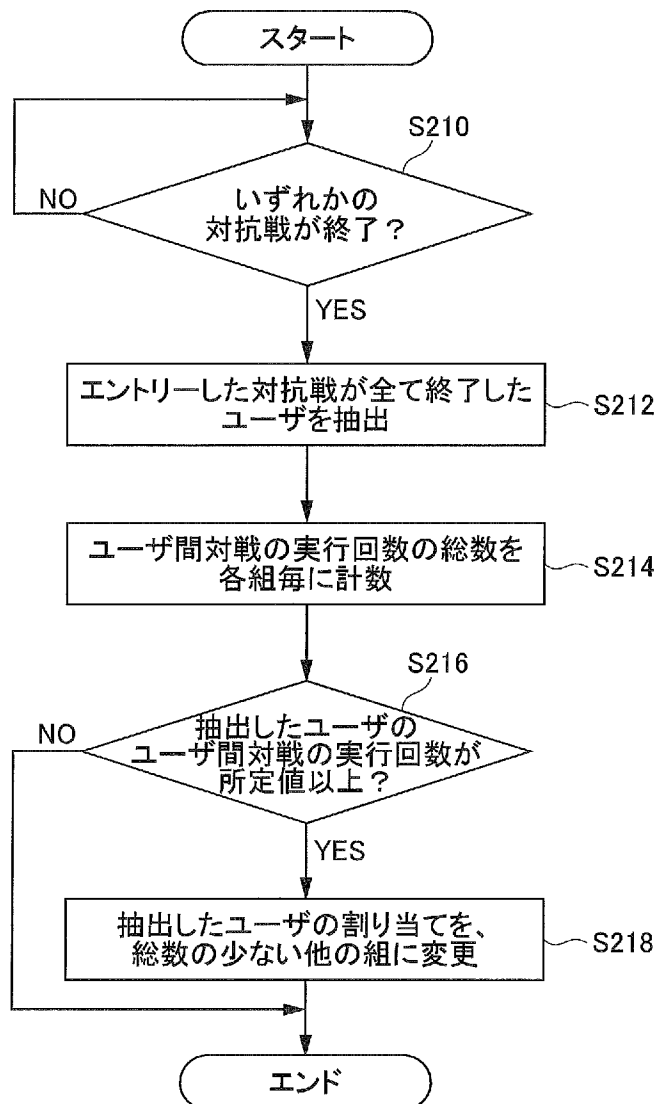 スタート
S210
NO
いずれかの
対抗戦が終了?
YES
エントリーした対抗戦が全て終了した
ユーザを抽出
S212
ユーザ間対戦の実行回数の総数を
各組毎に計数
S214
S216
NO
抽出したユーザの
ユーザ間対戦の実行回数が
所定値以上?
YES
抽出したユーザの割り当てを、
総数の少ない他の組に変更
S218
エンド